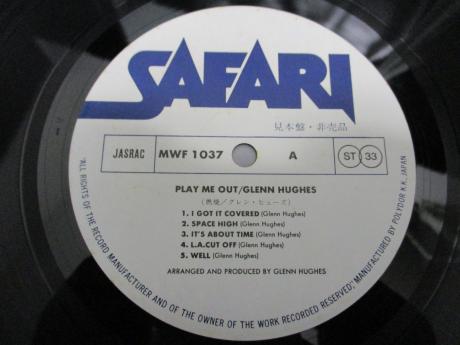 SAFARI
見本盤・非売品
JASRAC MWF 1037 A ST 33
PLAY ME OUT/GLENN HUGHES
(燃焼/グレン・ヒューズ)
1. I GOT IT COVERED (Glenn Hughes)
2. SPACE HIGH (Glenn Hughes)
3. IT'S ABOUT TIME (Glenn Hughes)
4. L.A.CUT OFF (Glenn Hughes)
5. WELL (Glenn Hughes)
ARRANGED AND PRODUCED BY GLENN HUGHES
"ALL RIGHTS OF THE RECORD MANUFACTURER AND OF THE OWNER OF THE WORK RECORDED RESERVED," MANUFACTURED BY POLYDOR K.K., JAPAN